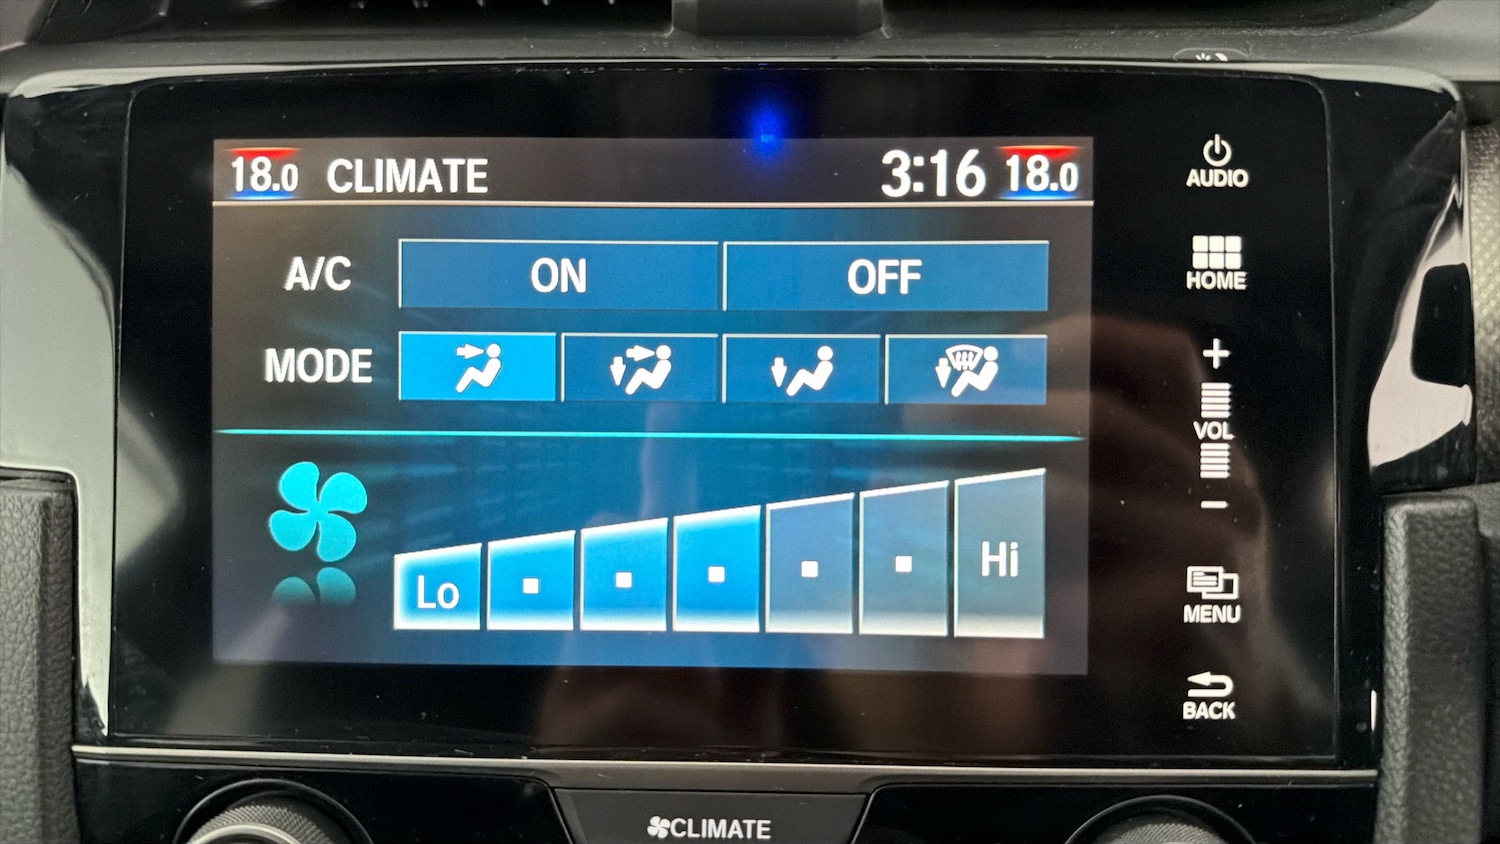 18.0 CLIMATE 3:16 18.0
A/C ON OFF
MODE
Lo Hi
AUDIO
HOME
+
VOL
−
MENU
BACK
CLIMATE